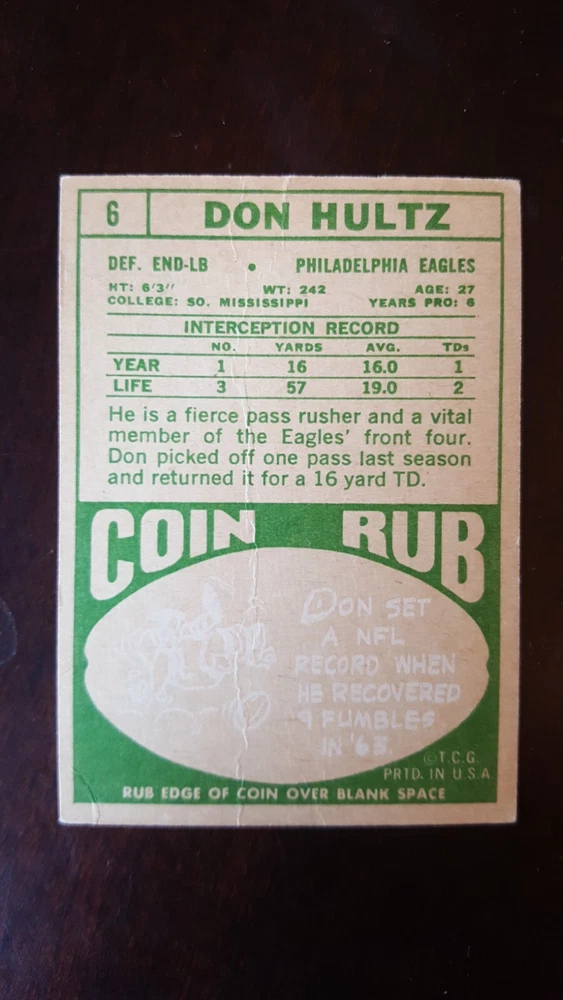 6 DON HULTZ
DEF. END-LB • PHILADELPHIA EAGLES
HT: 6'3" WT: 242 AGE: 27
COLLEGE: SO. MISSISSIPPI YEARS PRO: 6
INTERCEPTION RECORD
NO. YARDS AVG. TDs
YEAR 1 16 16.0 1
LIFE 3 57 19.0 2
He is a fierce pass rusher and a vital
member of the Eagles' front four.
Don picked off one pass last season
and returned it for a 16 yard TD.
COIN RUB
DON SET
A NFL
RECORD WHEN
HE RECOVERED
9 FUMBLES
IN '63.
©T.C.G.
PRTD. IN U.S.A.
RUB EDGE OF COIN OVER BLANK SPACE